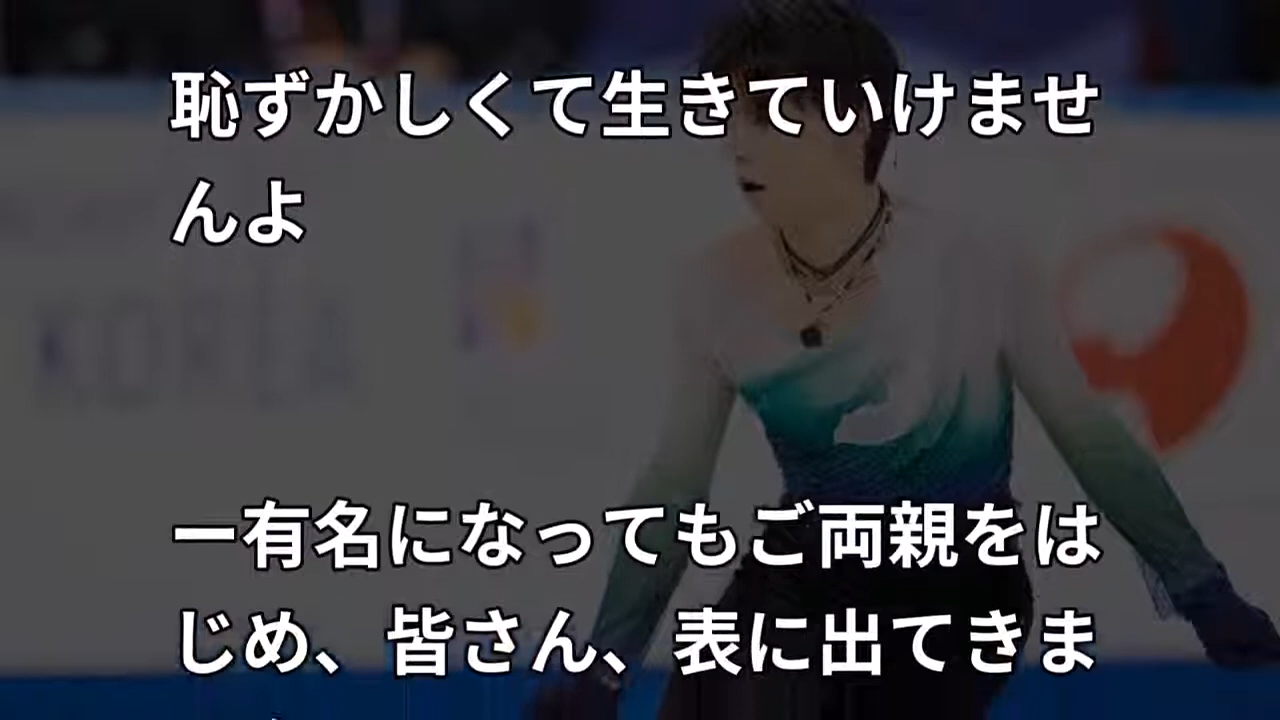 恥ずかしくて生きていけませ
んよ
一有名になってもご両親をは
じめ、皆さん、表に出てきま
KOREA